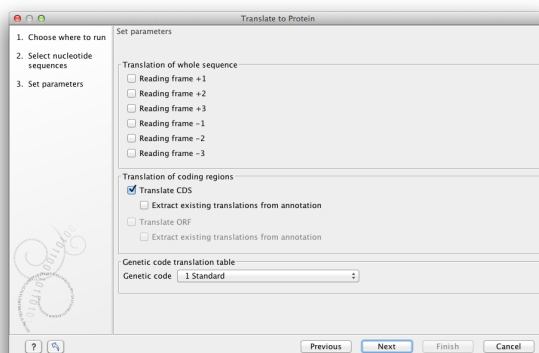 Translate to Protein
1. Choose where to run
2. Select nucleotide
sequences
3. Set parameters
Set parameters
Translation of whole sequence
Reading frame +1
Reading frame +2
Reading frame +3
Reading frame -1
Reading frame -2
Reading frame -3
Translation of coding regions
Translate CDS
Extract existing translations from annotation
Translate ORF
Extract existing translations from annotation
Genetic code translation table
Genetic code 1 Standard
? Previous Next Finish Cancel